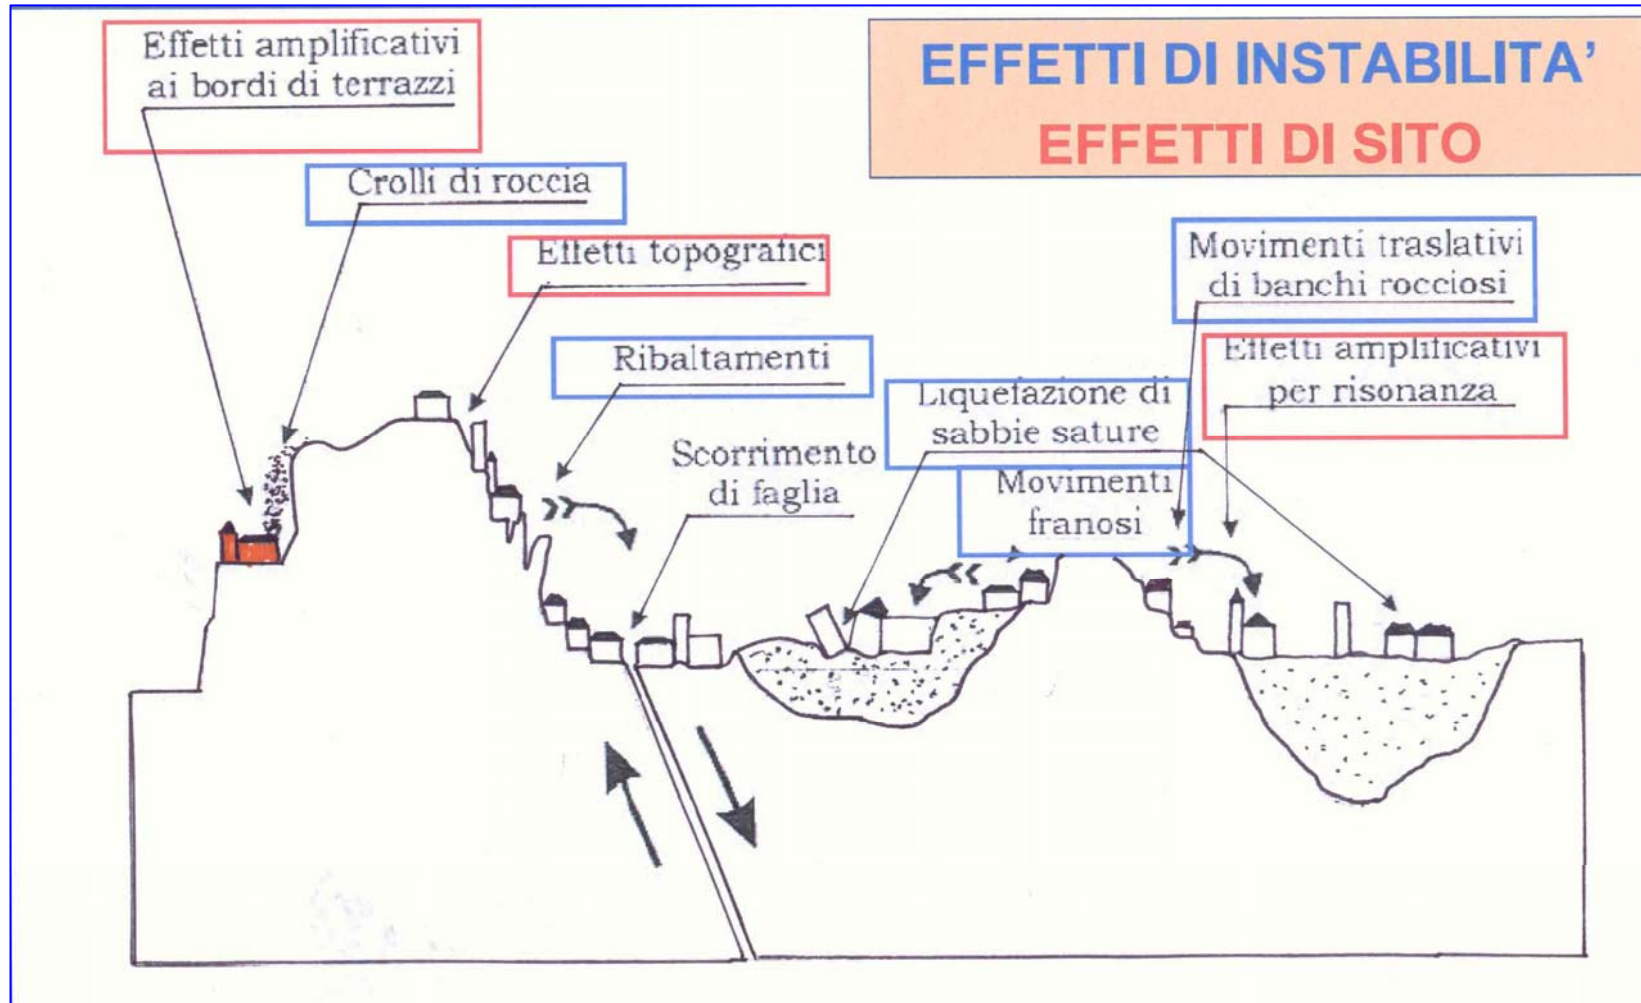 EFFETTI DI INSTABILITA’
EFFETTI DI SITO
Effetti amplificativi
ai bordi di terrazzi
Crolli di roccia
Effetti topografici
Ribaltamenti
Scorrimento
di faglia
Liquefazione di
sabbie sature
Movimenti
franosi
Movimenti traslativi
di banchi rocciosi
Effetti amplificativi
per risonanza